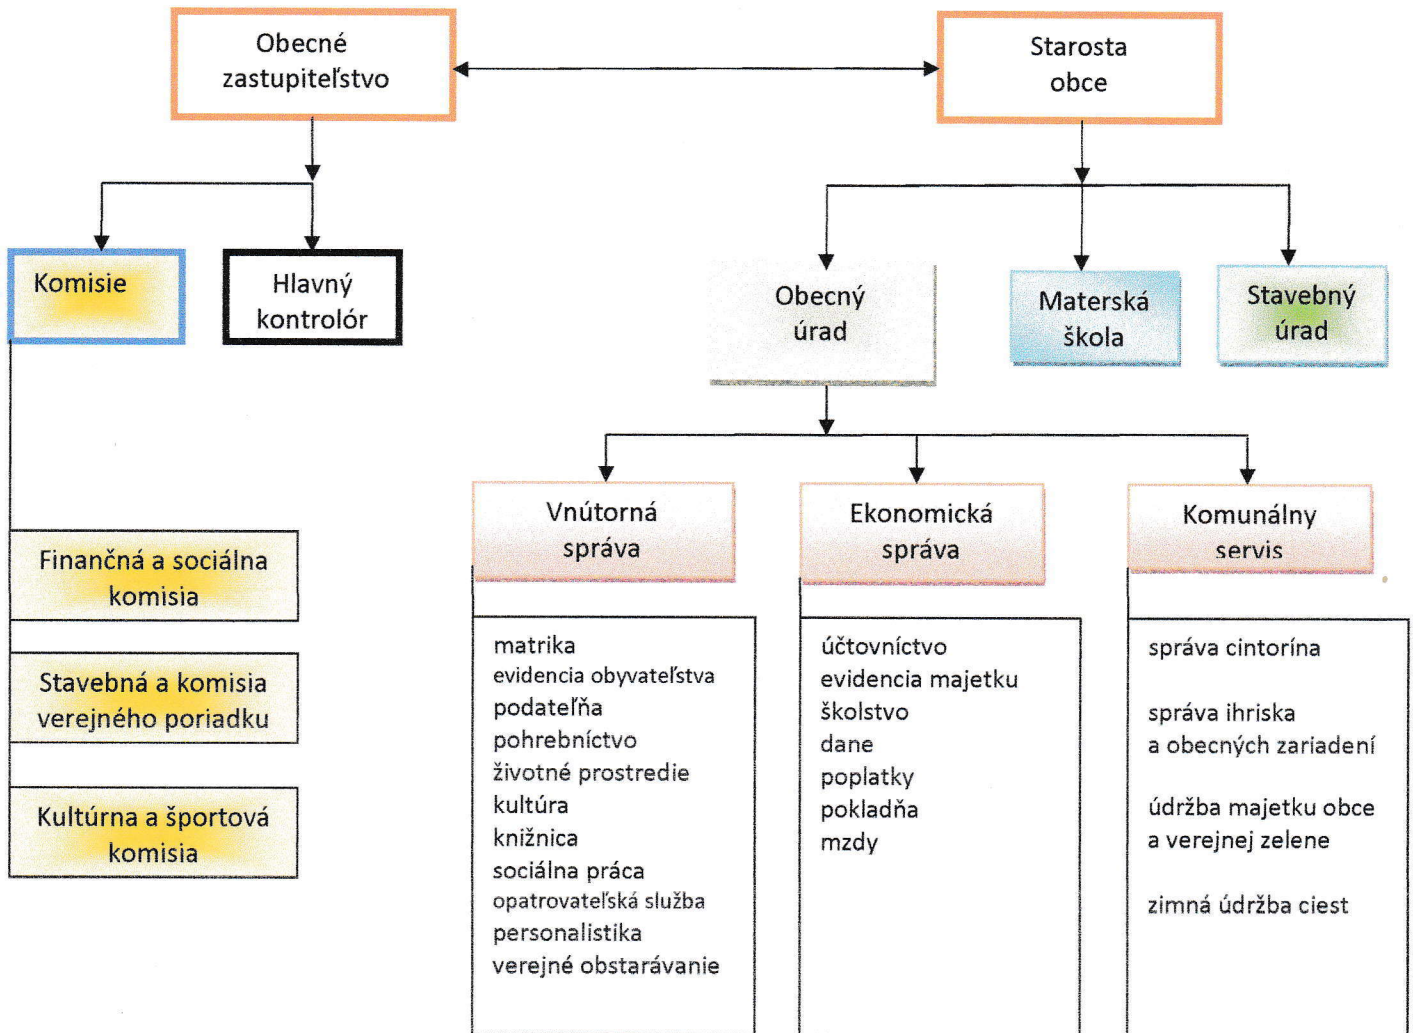 Obecné
zastupiteľstvo
Starosta
obce
Komisie
Hlavný
kontrolór
Obecný
úrad
Materská
škola
Stavebný
úrad
Vnútorná
správa
Ekonomická
správa
Komunálny
servis
Finančná a sociálna
komisia
Stavebná a komisia
verejného poriadku
Kultúrna a športová
komisia
matrika
evidencia obyvateľstva
podateľňa
pohrebníctvo
životné prostredie
kultúra
knižnica
sociálna práca
opatrovateľská služba
personalistika
verejné obstarávanie
účtovníctvo
evidencia majetku
školstvo
dane
poplatky
pokladňa
mzdy
správa cintorína
správa ihriska
a obecných zariadení
údržba majetku obce
a verejnej zelene
zimná údržba ciest